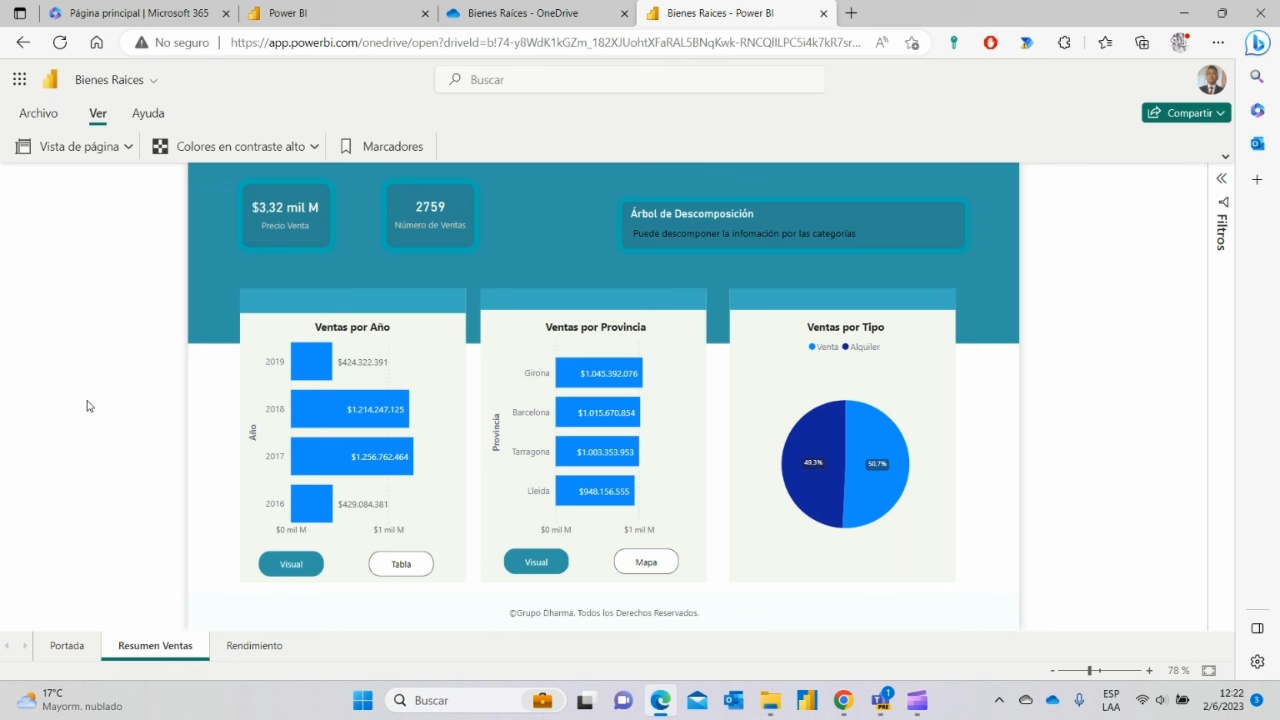 Página principal | Microsoft 365
Power BI
Bienes Raíces - OneDrive
Bienes Raíces - Power BI
No seguro
https://app.powerbi.com/onedrive/open?driveId=b!74-y8WdK1kGZm_182XJUohtXFaRAL5BNqKwk-RNCQlILPC5i4k7kR7sr...
Bienes Raices
Buscar
Archivo
Ver
Ayuda
Compartir
Vista de página
Colores en contraste alto
Marcadores
$3,32 mil M
Precio Venta
2759
Número de Ventas
Árbol de Descomposición
Puede descomponer la infomación por las categorías
Filtros
Ventas por Año
Año
2019 $424.322.391
2018 $1.214.247.125
2017 $1.256.762.464
2016 $429.084.381
$0 mil M $1 mil M
Visual Tabla
Ventas por Provincia
Provincia
Girona $1.045.392.076
Barcelona $1.015.670.854
Tarragona $1.003.353.953
Lleida $948.156.555
$0 mil M $1 mil M
Visual Mapa
Ventas por Tipo
Venta Alquiler
49,3% 50,7%
©Grupo Dharma. Todos los Derechos Reservados.
Portada
Resumen Ventas
Rendimiento
- + 78 %
17°C
Mayorm. nublado
Buscar
1
ESP
LAA
12:22
2/6/2023
3